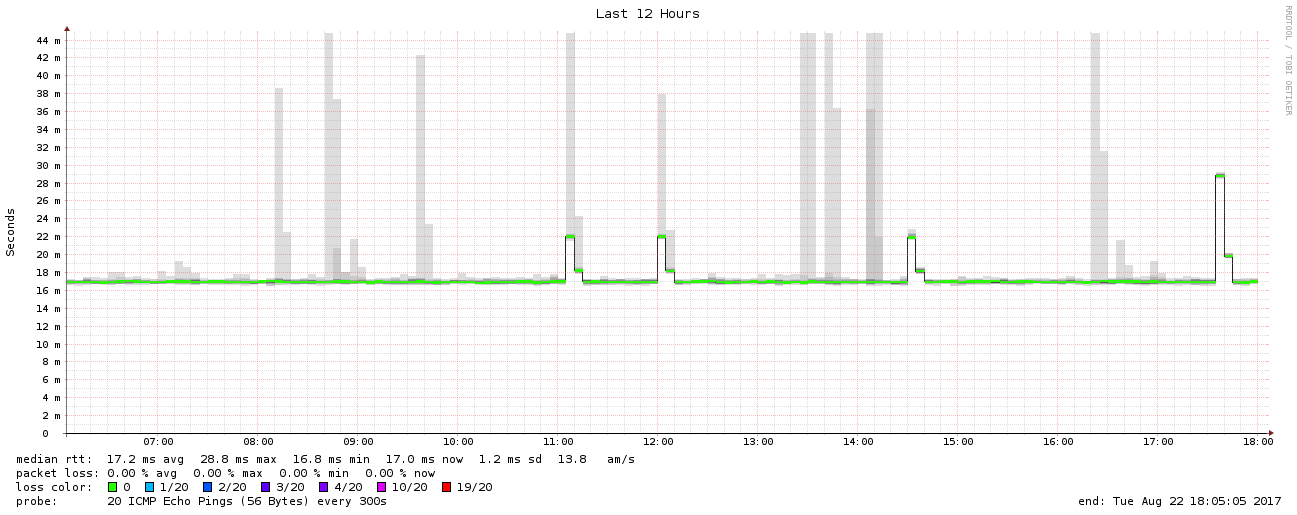 Last 12 Hours
RRDTOOL / TOBI OETIKER
Seconds
44 m
42 m
40 m
38 m
36 m
34 m
32 m
30 m
28 m
26 m
24 m
22 m
20 m
18 m
16 m
14 m
12 m
10 m
8 m
6 m
4 m
2 m
0
07:00 08:00 09:00 10:00 11:00 12:00 13:00 14:00 15:00 16:00 17:00 18:00
median rtt: 17.2 ms avg 28.8 ms max 16.8 ms min 17.0 ms now 1.2 ms sd 13.8 am/s
packet loss: 0.00 % avg 0.00 % max 0.00 % min 0.00 % now
loss color: 0 1/20 2/20 3/20 4/20 10/20 19/20
probe: 20 ICMP Echo Pings (56 Bytes) every 300s end: Tue Aug 22 18:05:05 2017